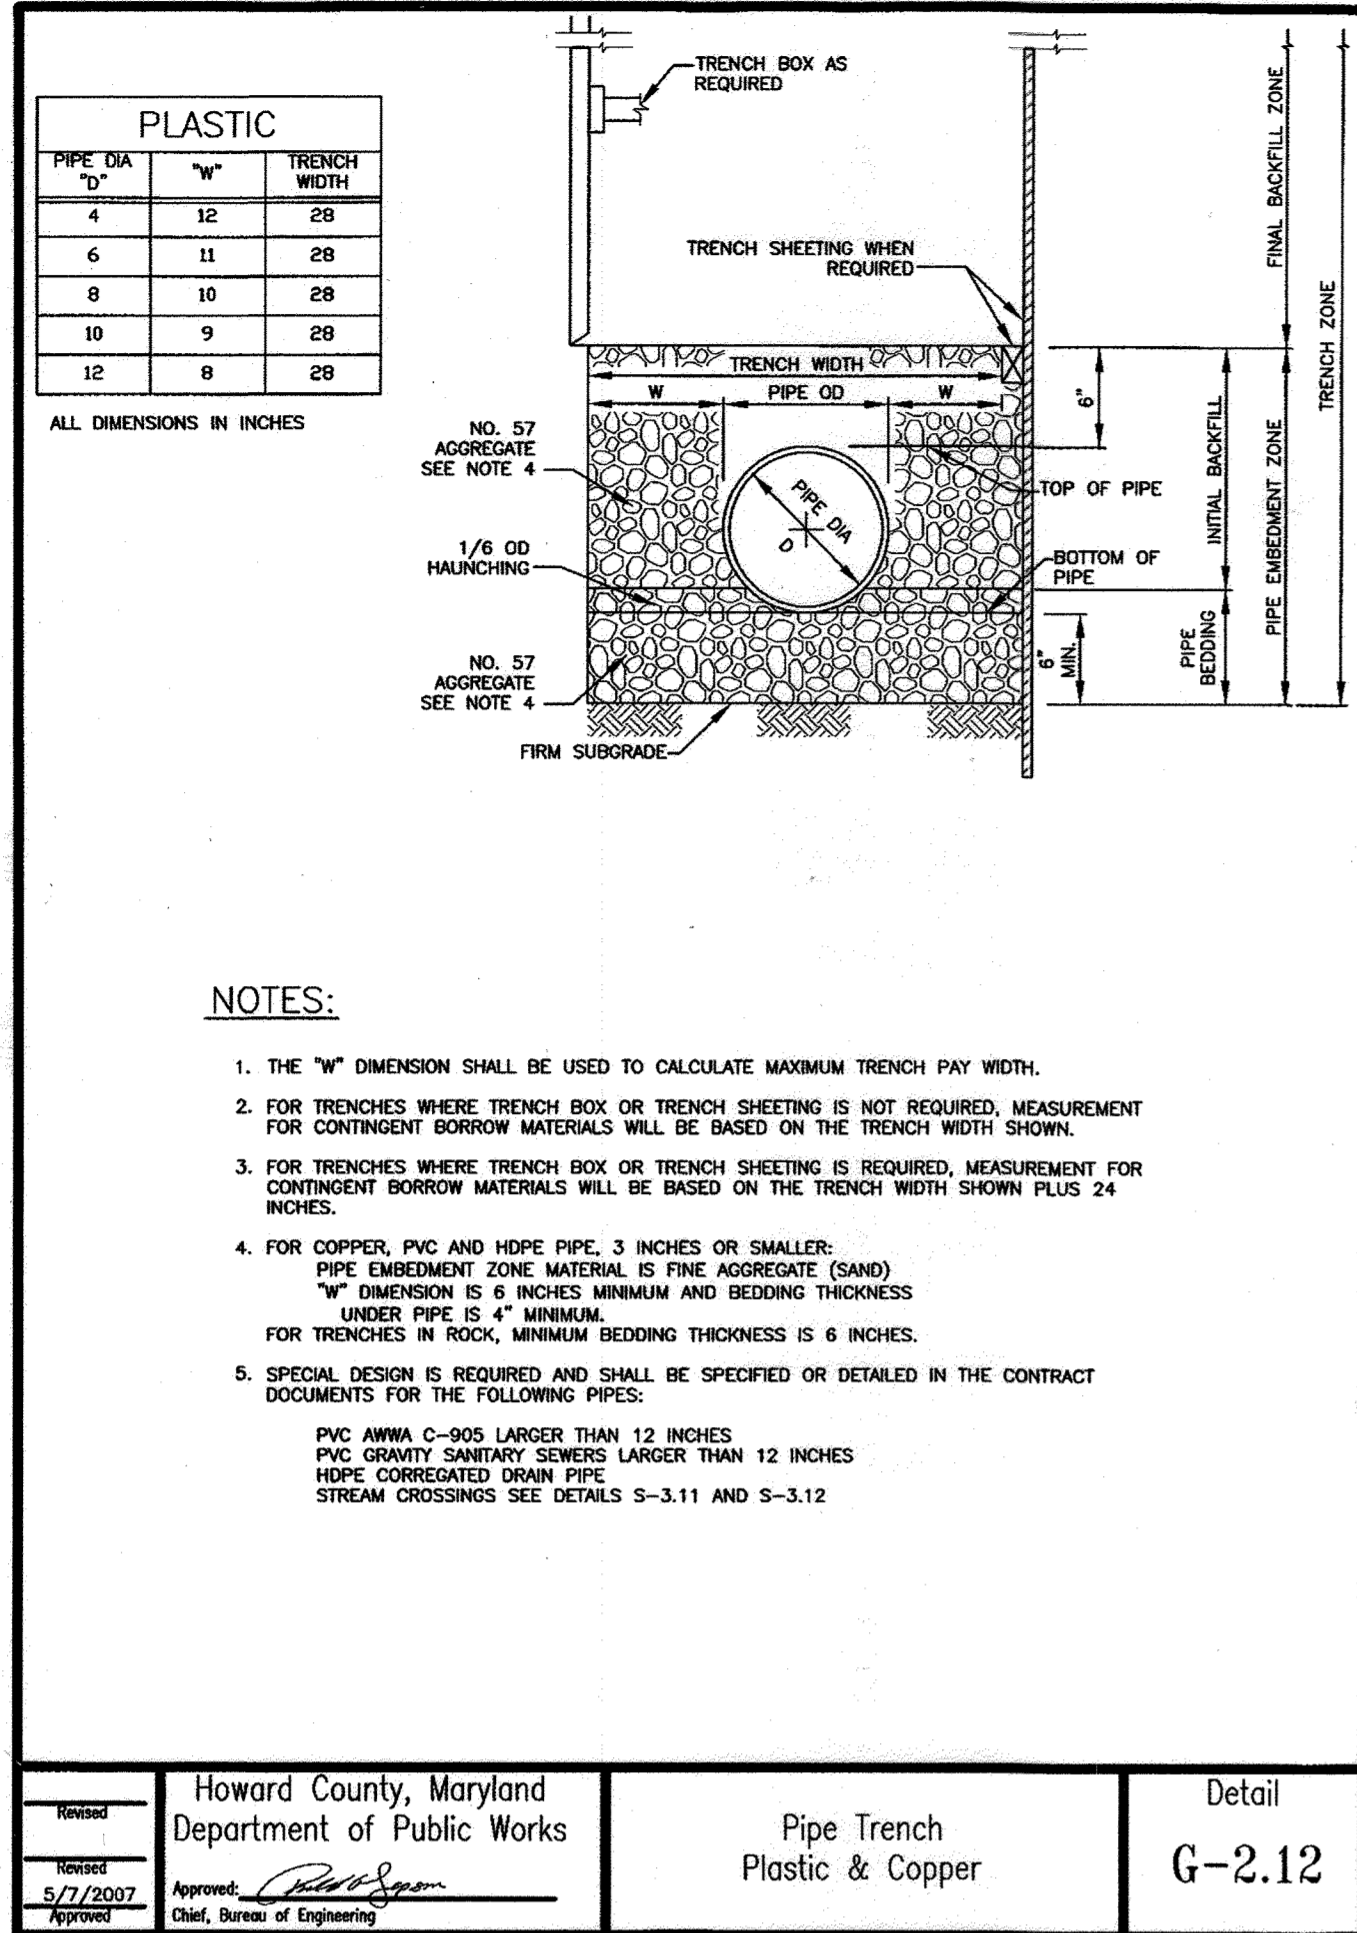 PLASTIC
PIPE DIA "D" "W" TRENCH WIDTH
4 12 28
6 11 28
8 10 28
10 9 28
12 8 28
ALL DIMENSIONS IN INCHES
TRENCH BOX AS
REQUIRED
TRENCH SHEETING WHEN
REQUIRED
TRENCH WIDTH
W
PIPE OD
W
NO. 57
AGGREGATE
SEE NOTE 4
PIPE DIA
D
TOP OF PIPE
1/6 OD
HAUNCHING
BOTTOM OF
PIPE
NO. 57
AGGREGATE
SEE NOTE 4
FIRM SUBGRADE
6"
6"
MIN.
INITIAL BACKFILL
PIPE
BEDDING
FINAL BACKFILL ZONE
PIPE EMBEDMENT ZONE
TRENCH ZONE
NOTES:
1. THE "W" DIMENSION SHALL BE USED TO CALCULATE MAXIMUM TRENCH PAY WIDTH.
2. FOR TRENCHES WHERE TRENCH BOX OR TRENCH SHEETING IS NOT REQUIRED, MEASUREMENT
FOR CONTINGENT BORROW MATERIALS WILL BE BASED ON THE TRENCH WIDTH SHOWN.
3. FOR TRENCHES WHERE TRENCH BOX OR TRENCH SHEETING IS REQUIRED, MEASUREMENT FOR
CONTINGENT BORROW MATERIALS WILL BE BASED ON THE TRENCH WIDTH SHOWN PLUS 24
INCHES.
4. FOR COPPER, PVC AND HDPE PIPE, 3 INCHES OR SMALLER:
PIPE EMBEDMENT ZONE MATERIAL IS FINE AGGREGATE (SAND)
"W" DIMENSION IS 6 INCHES MINIMUM AND BEDDING THICKNESS
UNDER PIPE IS 4" MINIMUM.
FOR TRENCHES IN ROCK, MINIMUM BEDDING THICKNESS IS 6 INCHES.
5. SPECIAL DESIGN IS REQUIRED AND SHALL BE SPECIFIED OR DETAILED IN THE CONTRACT
DOCUMENTS FOR THE FOLLOWING PIPES:
PVC AWWA C-905 LARGER THAN 12 INCHES
PVC GRAVITY SANITARY SEWERS LARGER THAN 12 INCHES
HDPE CORREGATED DRAIN PIPE
STREAM CROSSINGS SEE DETAILS S-3.11 AND S-3.12
Revised
Revised
5/7/2007
Approved
Howard County, Maryland
Department of Public Works
Approved:
Chief, Bureau of Engineering
Pipe Trench
Plastic & Copper
Detail
G-2.12